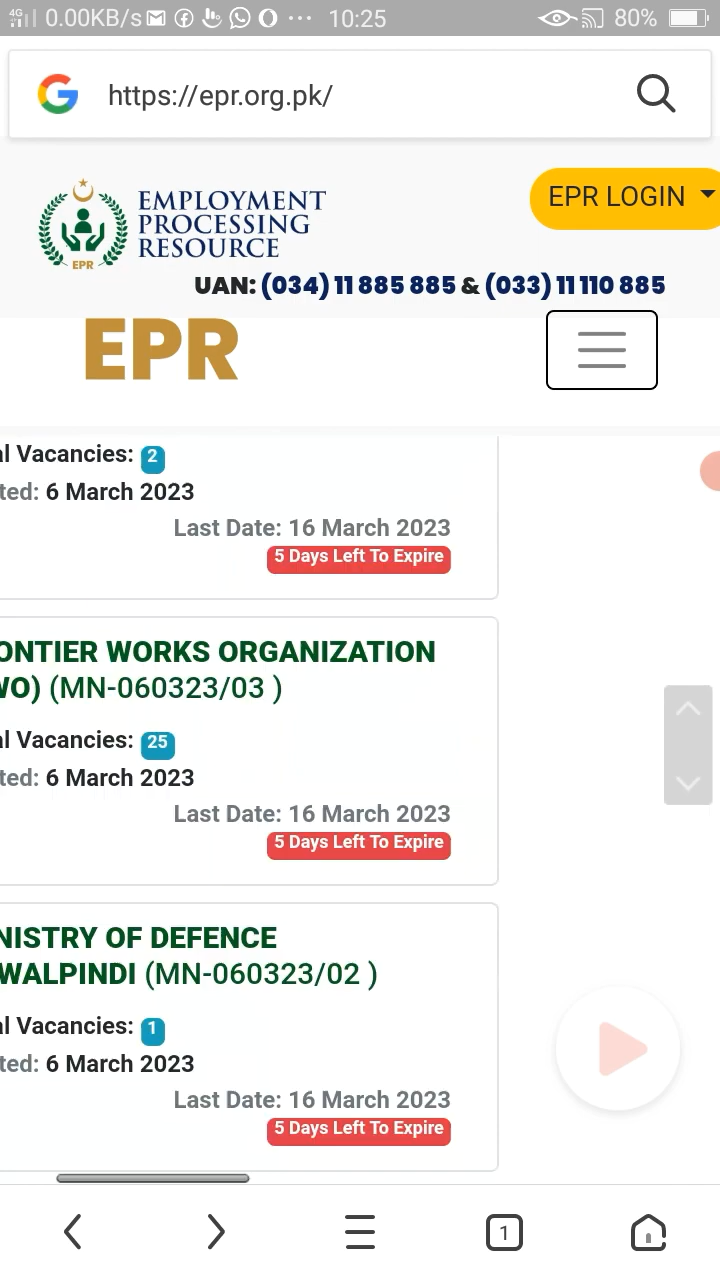 4G 0.00KB/s 10:25 80%
https://epr.org.pk/
EMPLOYMENT
PROCESSING
RESOURCE
EPR
EPR LOGIN
UAN: (034) 11 885 885 & (033) 11 110 885
EPR
al Vacancies: 2
ted: 6 March 2023
Last Date: 16 March 2023
5 Days Left To Expire
ONTIER WORKS ORGANIZATION
WO) (MN-060323/03 )
al Vacancies: 25
ted: 6 March 2023
Last Date: 16 March 2023
5 Days Left To Expire
NISTRY OF DEFENCE
WALPINDI (MN-060323/02 )
al Vacancies: 1
ted: 6 March 2023
Last Date: 16 March 2023
5 Days Left To Expire
1